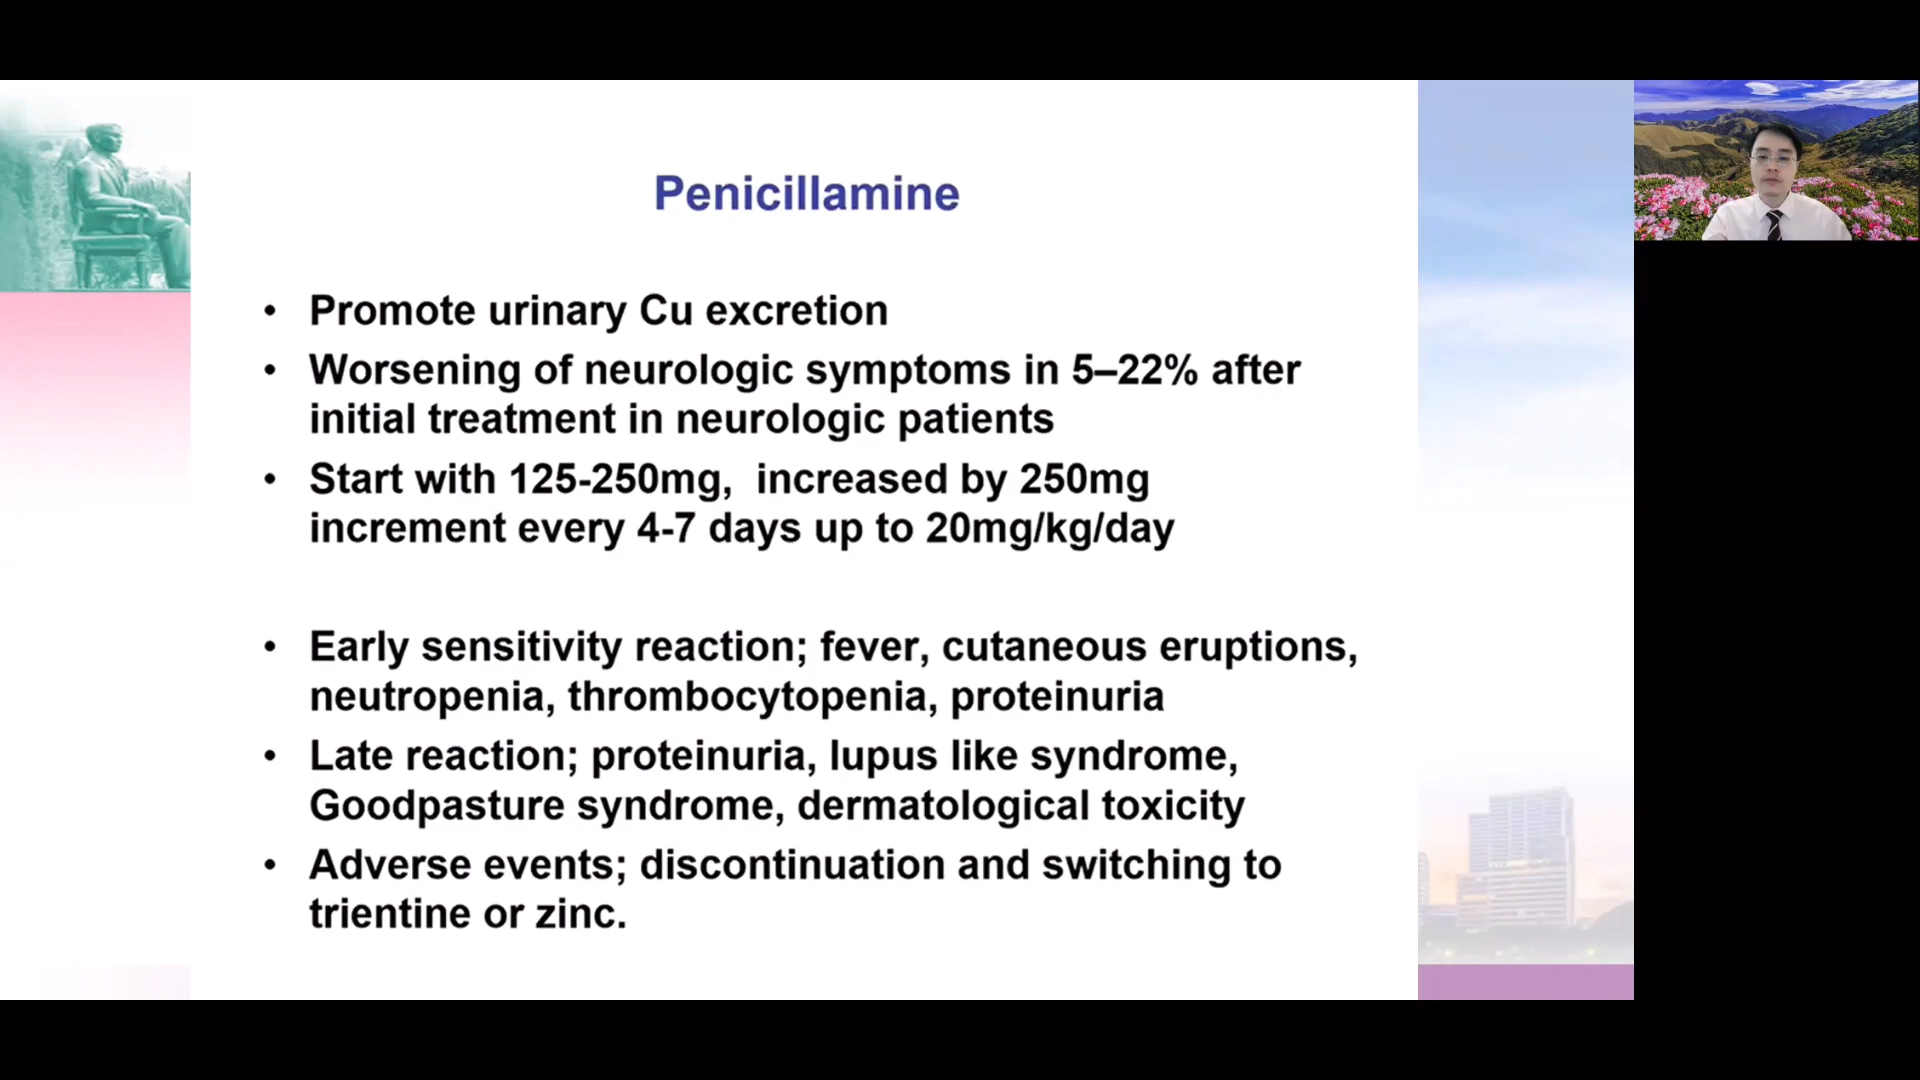 Penicillamine
• Promote urinary Cu excretion
• Worsening of neurologic symptoms in 5–22% after
initial treatment in neurologic patients
• Start with 125-250mg,  increased by 250mg
increment every 4-7 days up to 20mg/kg/day
• Early sensitivity reaction; fever, cutaneous eruptions,
neutropenia, thrombocytopenia, proteinuria
• Late reaction; proteinuria, lupus like syndrome,
Goodpasture syndrome, dermatological toxicity
• Adverse events; discontinuation and switching to
trientine or zinc.